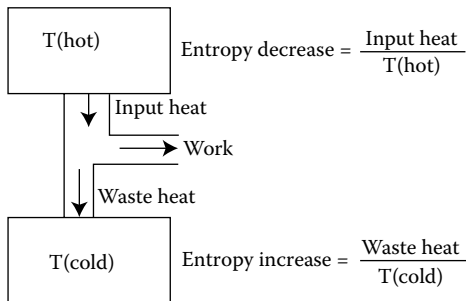 T(hot)
Entropy decrease = Input heat / T(hot)
Input heat
Work
Waste heat
T(cold)
Entropy increase = Waste heat / T(cold)